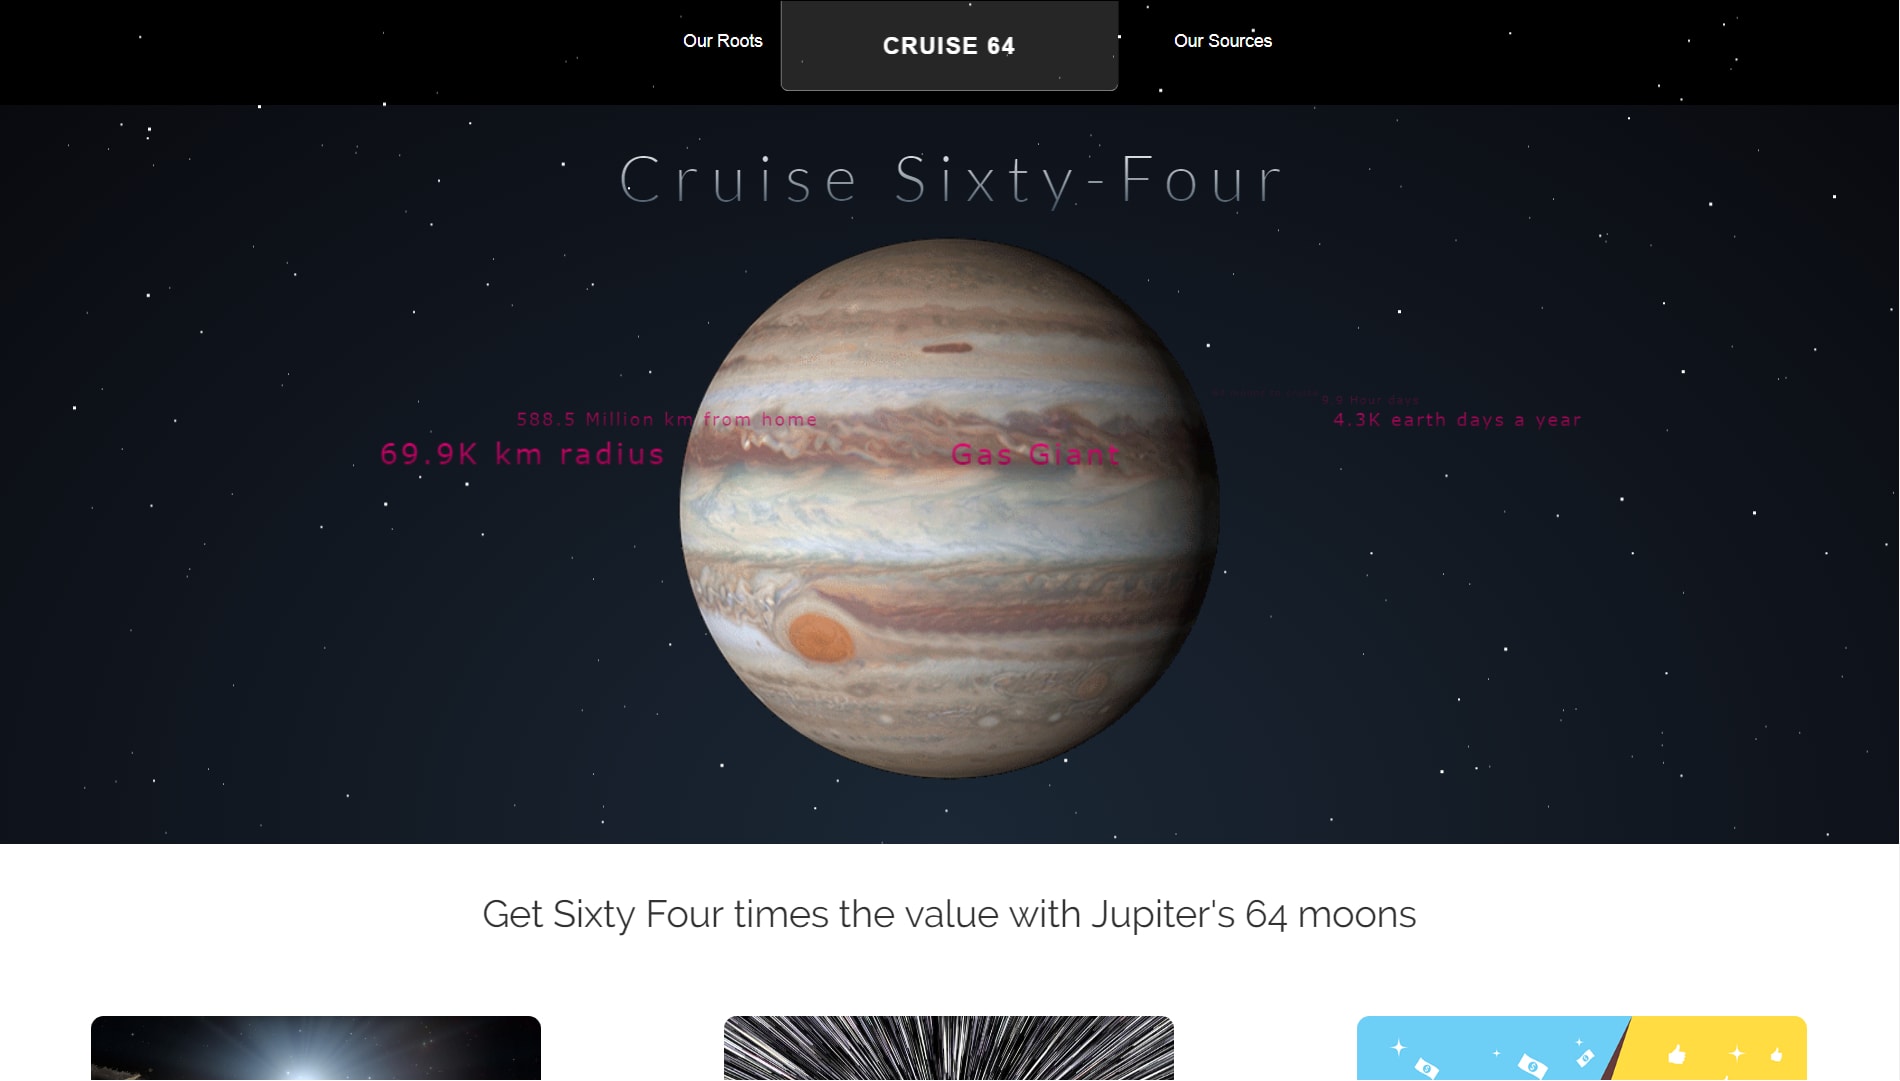 Our Roots
CRUISE 64
Our Sources
Cruise Sixty-Four
9.9 Hour days
588.5 Million km from home
4.3K earth days a year
69.9K km radius
Gas Giant
Get Sixty Four times the value with Jupiter's 64 moons